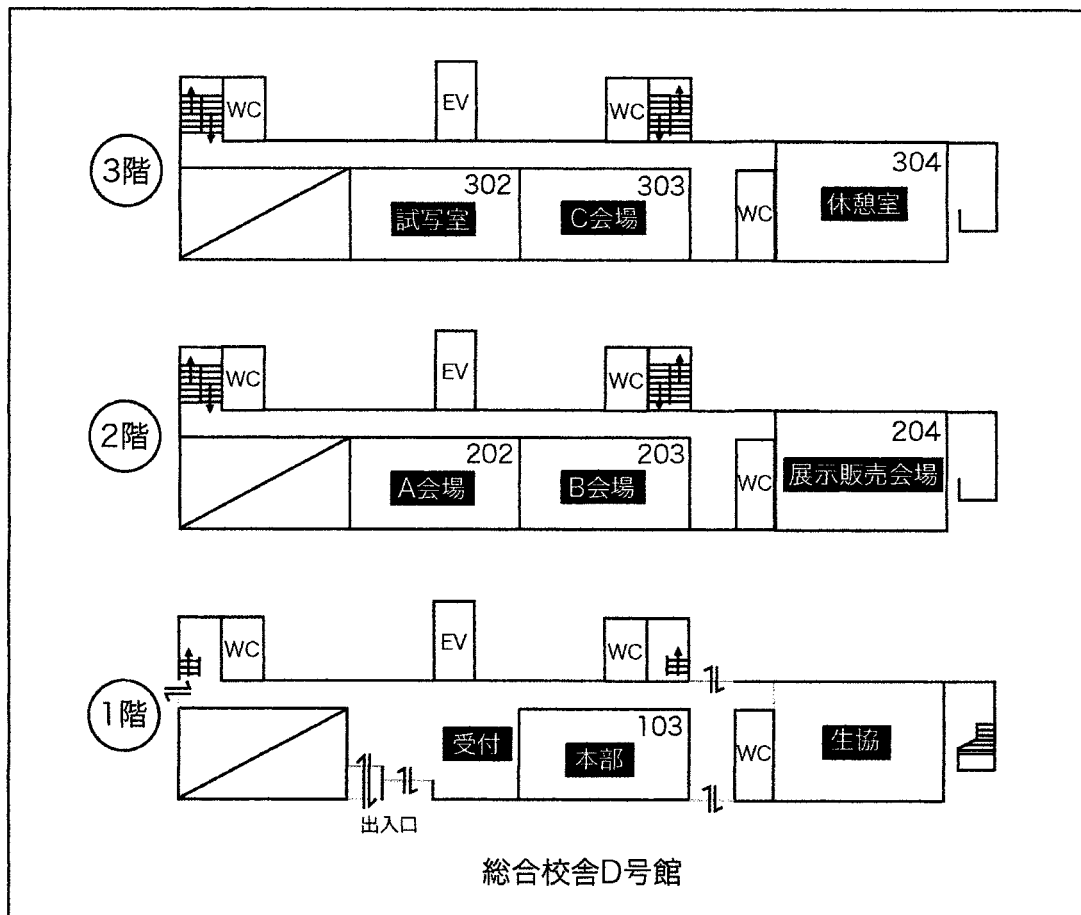 WC
EV
WC
3階
302
303
304
試写室
C会場
WC
休憩室
WC
EV
WC
2階
202
203
204
A会場
B会場
WC
展示販売会場
WC
EV
WC
1階
103
受付
本部
WC
生協
出入口
総合校舎D号館